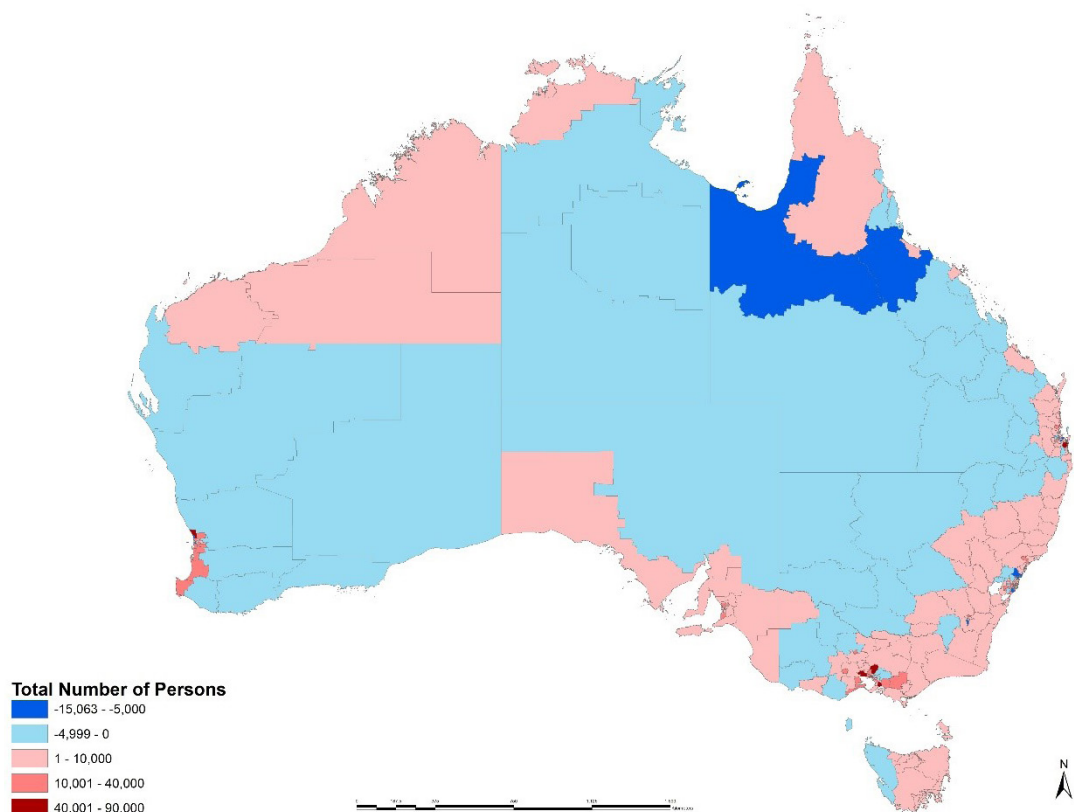 Total Number of Persons
-15,063 - -5,000
-4,999 - 0
1 - 10,000
10,001 - 40,000
40,001 - 90,000
N